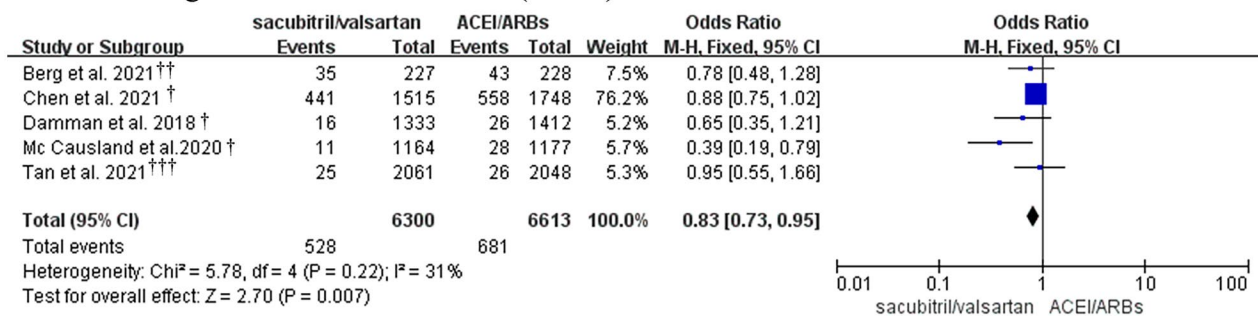 sacubitril/valsartan ACEI/ARBs Odds Ratio Odds Ratio
Study or Subgroup Events Total Events Total Weight M-H, Fixed, 95% CI M-H, Fixed, 95% CI
Berg et al. 2021†† 35 227 43 228 7.5% 0.78 [0.48, 1.28]
Chen et al. 2021 † 441 1515 558 1748 76.2% 0.88 [0.75, 1.02]
Damman et al. 2018 † 16 1333 26 1412 5.2% 0.65 [0.35, 1.21]
Mc Causland et al.2020 † 11 1164 28 1177 5.7% 0.39 [0.19, 0.79]
Tan et al. 2021††† 25 2061 26 2048 5.3% 0.95 [0.55, 1.66]
Total (95% CI) 6300 6613 100.0% 0.83 [0.73, 0.95]
Total events 528 681
Heterogeneity: Chi² = 5.78, df = 4 (P = 0.22); I² = 31%
Test for overall effect: Z = 2.70 (P = 0.007)
0.01 0.1 1 10 100
sacubitril/valsartan ACEI/ARBs